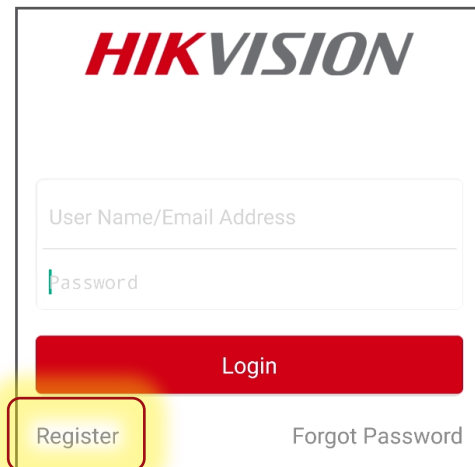 HIKVISION
User Name/Email Address
Password
Login
Register Forgot Password